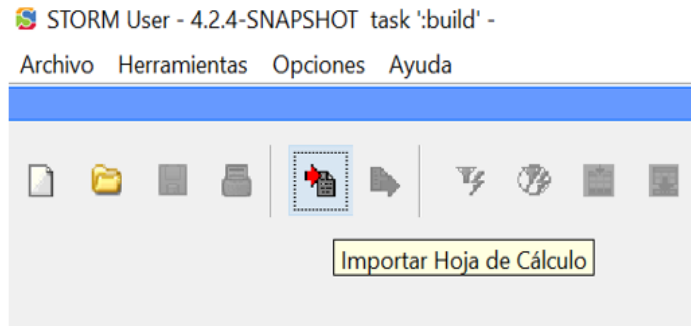 STORM User - 4.2.4-SNAPSHOT  task ':build' -
Archivo  Herramientas  Opciones  Ayuda
Importar Hoja de Cálculo